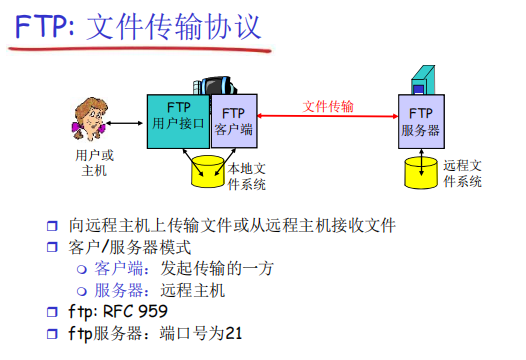 FTP: 文件传输协议
FTP
用户接口
FTP
客户端
文件传输
FTP
服务器
用户或
主机
本地文
件系统
远程文
件系统
向远程主机上传输文件或从远程主机接收文件
客户/服务器模式
客户端：发起传输的一方
服务器：远程主机
ftp: RFC 959
ftp服务器：端口号为21